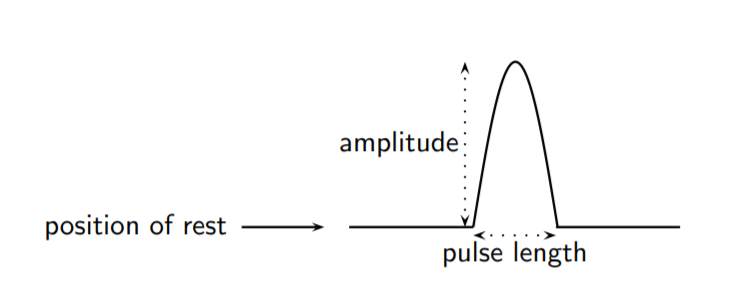 amplitude
position of rest
pulse length